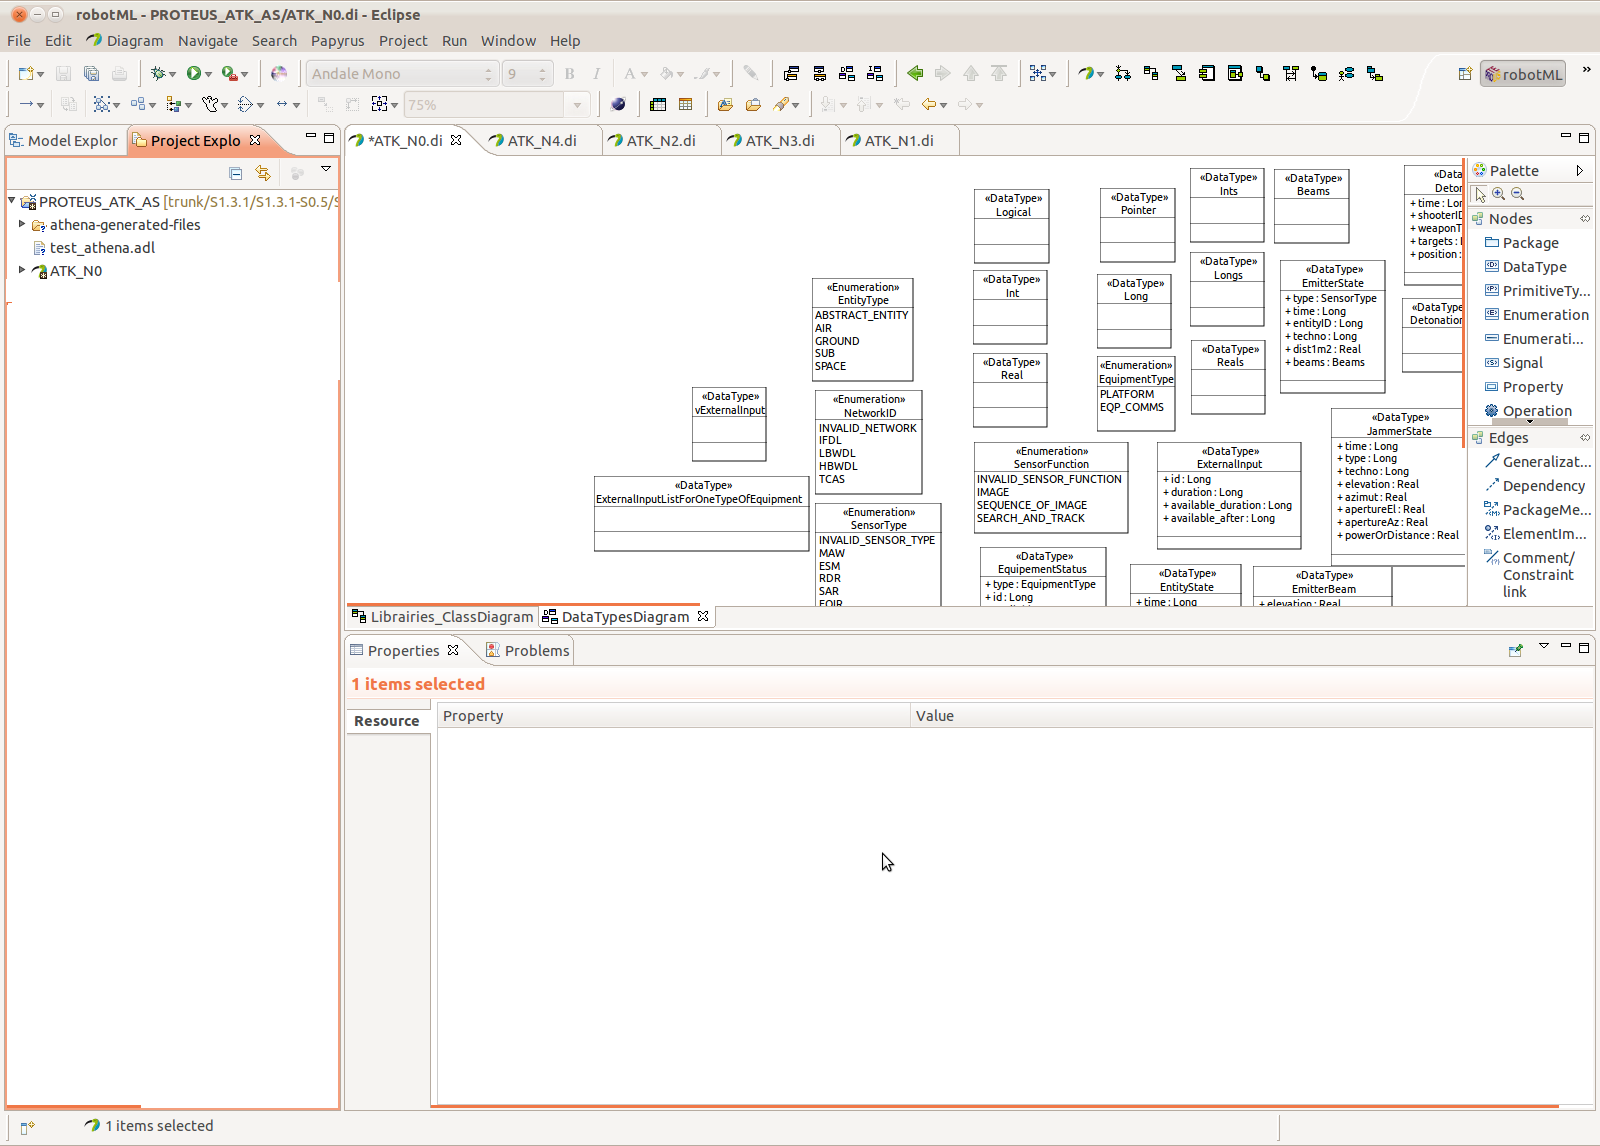 robotML - PROTEUS_ATK_AS/ATK_N0.di - Eclipse
File Edit Diagram Navigate Search Papyrus Project Run Window Help
Andale Mono 9 B I A
robotML »
75%
Model Explor Project Explo
*ATK_N0.di ATK_N4.di ATK_N2.di ATK_N3.di ATK_N1.di
PROTEUS_ATK_AS [trunk/S1.3.1/S1.3.1-S0.5/S
athena-generated-files
test_athena.adl
ATK_N0
«DataType»
vExternalInput
«DataType»
ExternalInputListForOneTypeOfEquipment
«Enumeration»
EntityType
ABSTRACT_ENTITY
AIR
GROUND
SUB
SPACE
«Enumeration»
NetworkID
INVALID_NETWORK
IFDL
LBWDL
HBWDL
TCAS
«Enumeration»
SensorType
INVALID_SENSOR_TYPE
MAW
ESM
RDR
SAR
EOIR
«DataType»
Logical
«DataType»
Int
«DataType»
Real
«Enumeration»
SensorFunction
INVALID_SENSOR_FUNCTION
IMAGE
SEQUENCE_OF_IMAGE
SEARCH_AND_TRACK
«DataType»
EquipementStatus
+ type : EquipmentType
+ id : Long
«DataType»
Pointer
«DataType»
Long
«Enumeration»
EquipmentType
PLATFORM
EQP_COMMS
«DataType»
Ints
«DataType»
Longs
«DataType»
Reals
«DataType»
ExternalInput
+ id : Long
+ duration : Long
+ available_duration : Long
+ available_after : Long
«DataType»
EntityState
+ time : Long
«DataType»
Beams
«DataType»
EmitterState
+ type : SensorType
+ time : Long
+ entityID : Long
+ techno : Long
+ dist1m2 : Real
+ beams : Beams
«DataType»
EmitterBeam
+ elevation : Real
«Data
Deto
+ time : Lo
+ shooterID
+ weaponT
+ targets :
+ position :
«DataType
Detonation
«DataType»
JammerState
+ time : Long
+ type : Long
+ techno : Long
+ elevation : Real
+ azimut : Real
+ apertureEl : Real
+ apertureAz : Real
+ powerOrDistance : Real
Palette
Nodes
Package
DataType
PrimitiveTy...
Enumeration
Enumerati...
Signal
Property
Operation
Edges
Generalizat...
Dependency
PackageMe...
ElementIm...
Comment/
Constraint
link
Librairies_ClassDiagram DataTypesDiagram
Properties Problems
1 items selected
Resource
Property Value
1 items selected